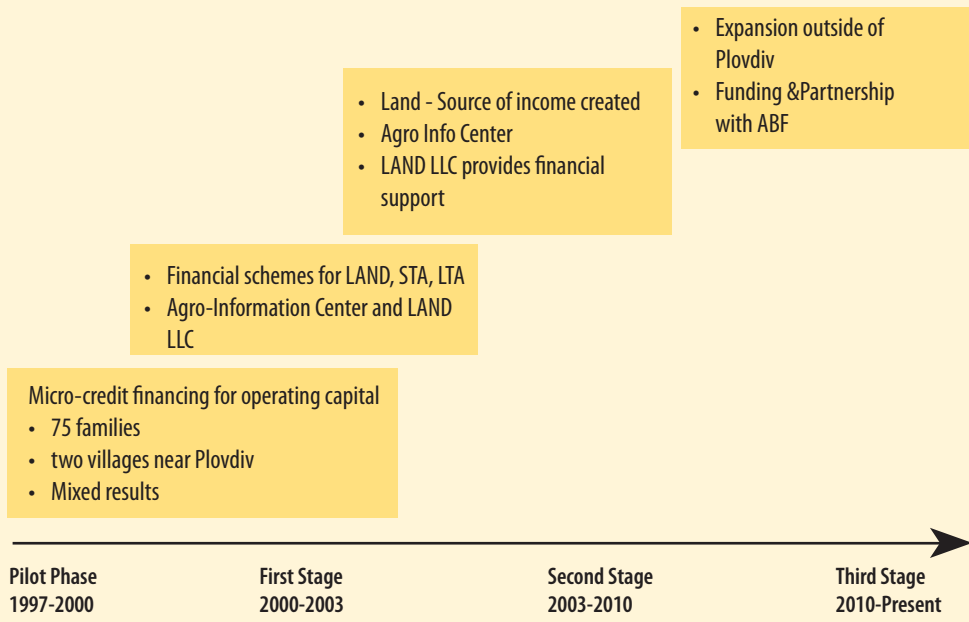 • Expansion outside of
Plovdiv
• Funding &Partnership
with ABF
• Land - Source of income created
• Agro Info Center
• LAND LLC provides financial
support
• Financial schemes for LAND, STA, LTA
• Agro-Information Center and LAND
LLC
Micro-credit financing for operating capital
• 75 families
• two villages near Plovdiv
• Mixed results
Pilot Phase
1997-2000
First Stage
2000-2003
Second Stage
2003-2010
Third Stage
2010-Present